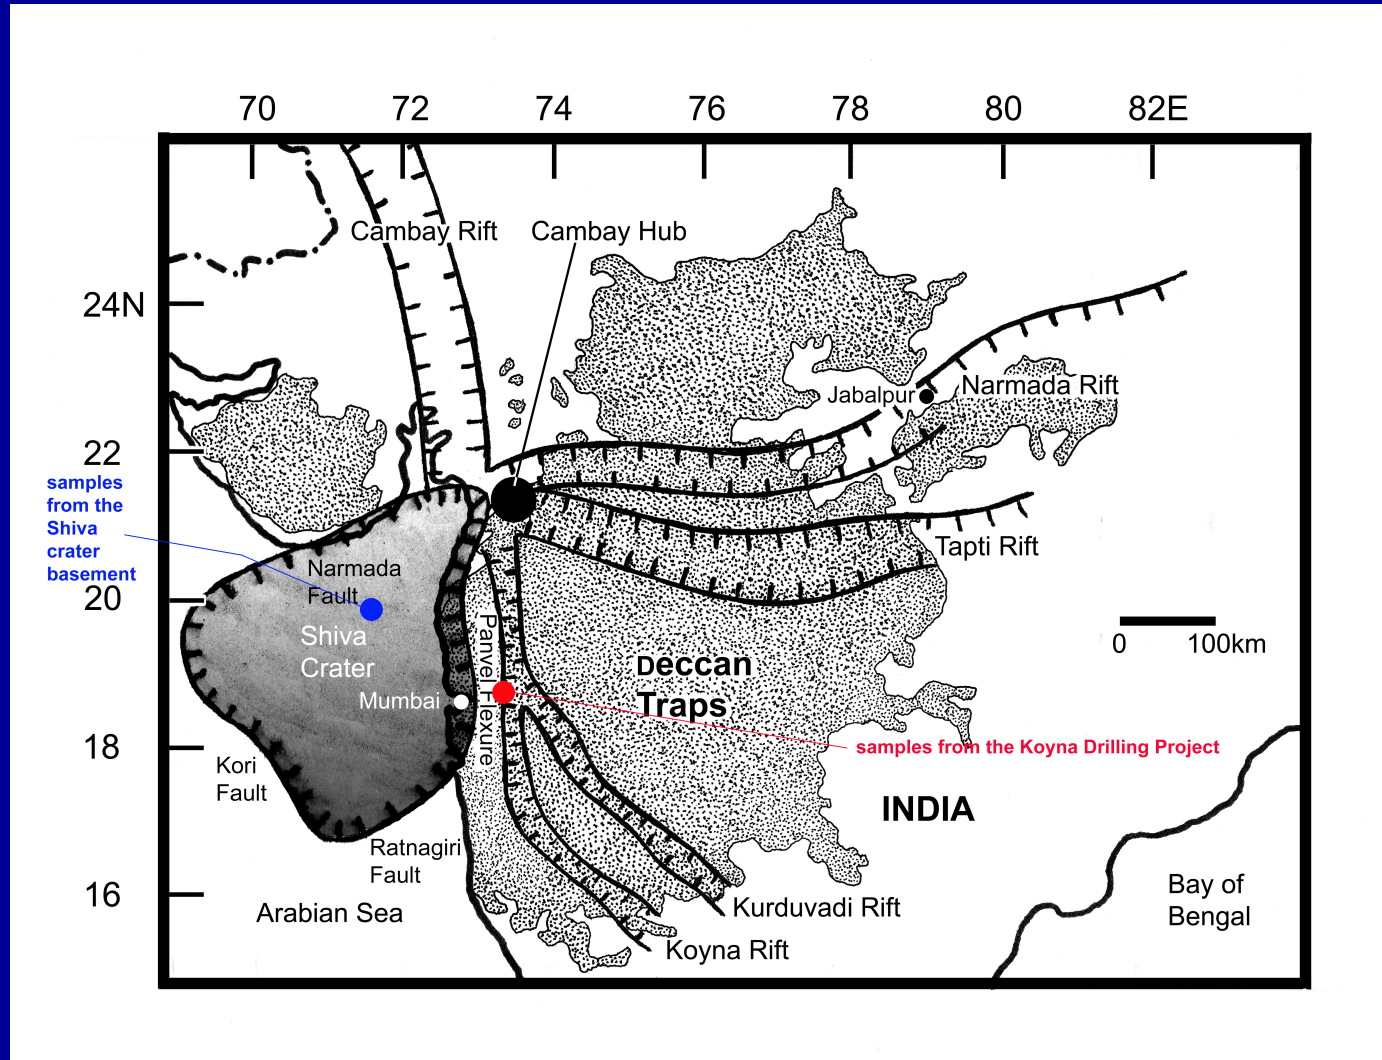 70
72
74
76
78
80
82E
Cambay Rift
Cambay Hub
24N
Jabalpur
Narmada Rift
22
samples
from the
Shiva
crater
basement
Tapti Rift
Narmada
Fault
20
Shiva
Crater
Panvel Flexure
0
100km
Deccan
Traps
Mumbai
samples from the Koyna Drilling Project
18
Kori
Fault
INDIA
Ratnagiri
Fault
16
Arabian Sea
Bay of
Bengal
Kurduvadi Rift
Koyna Rift